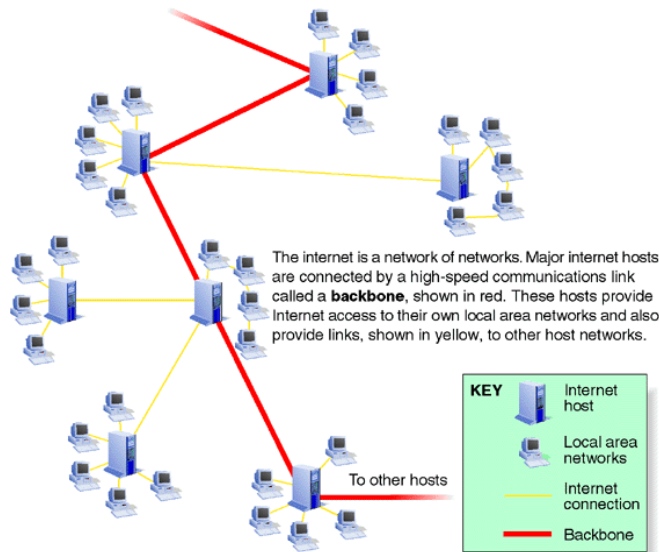 The internet is a network of networks. Major internet hosts
are connected by a high-speed communications link
called a backbone, shown in red. These hosts provide
Internet access to their own local area networks and also
provide links, shown in yellow, to other host networks.
KEY
Internet
host
Local area
networks
Internet
connection
Backbone
To other hosts